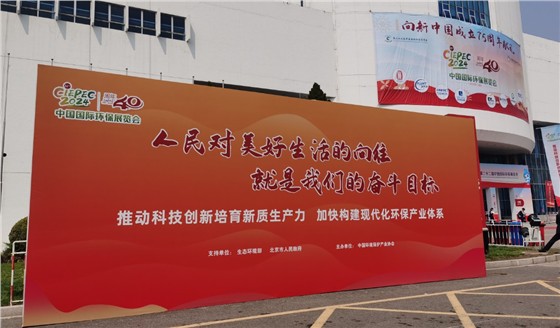 CIEPEC
2024
40
中国国际环保展览会
人民对美好生活的向往
就是我们的奋斗目标
推动科技创新培育新质生产力 加快构建现代化环保产业体系
支持单位： 生态环境部 北京市人民政府 主办单位： 中国环境保护产业协会
向新中国成立75周年献礼
CIEPEC
2024
40
中国国际环保展览会